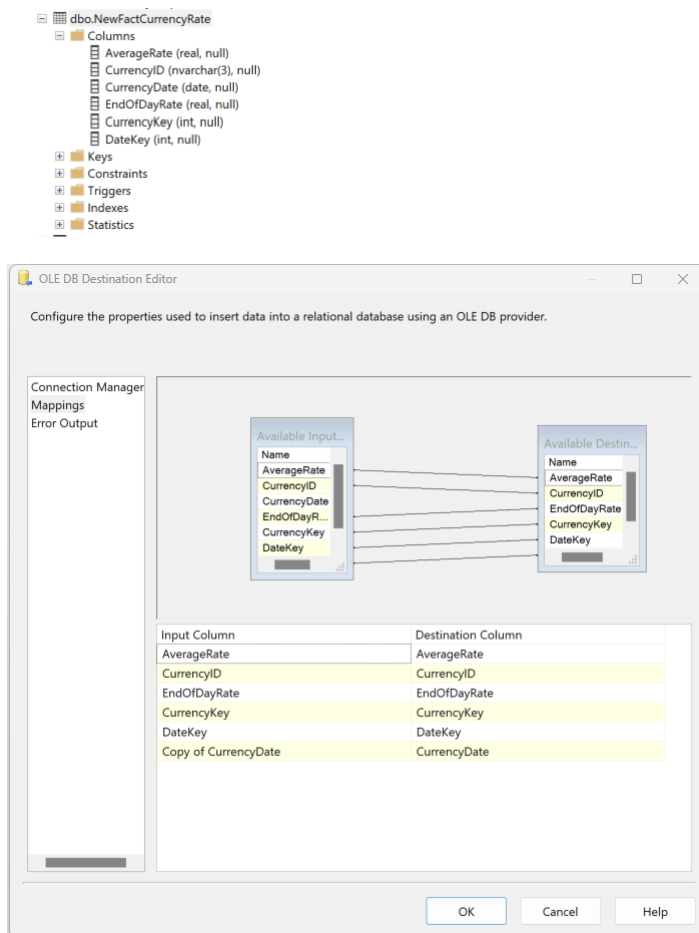 dbo.NewFactCurrencyRate
Columns
AverageRate (real, null)
CurrencyID (nvarchar(3), null)
CurrencyDate (date, null)
EndOfDayRate (real, null)
CurrencyKey (int, null)
DateKey (int, null)
Keys
Constraints
Triggers
Indexes
Statistics
OLE DB Destination Editor
Configure the properties used to insert data into a relational database using an OLE DB provider.
Connection Manager
Mappings
Error Output
Available Input...
Name
AverageRate
CurrencyID
CurrencyDate
EndOfDayR...
CurrencyKey
DateKey
Available Destin...
Name
AverageRate
CurrencyID
EndOfDayRate
CurrencyKey
DateKey
Input Column Destination Column
AverageRate AverageRate
CurrencyID CurrencyID
EndOfDayRate EndOfDayRate
CurrencyKey CurrencyKey
DateKey DateKey
Copy of CurrencyDate CurrencyDate
OK Cancel Help